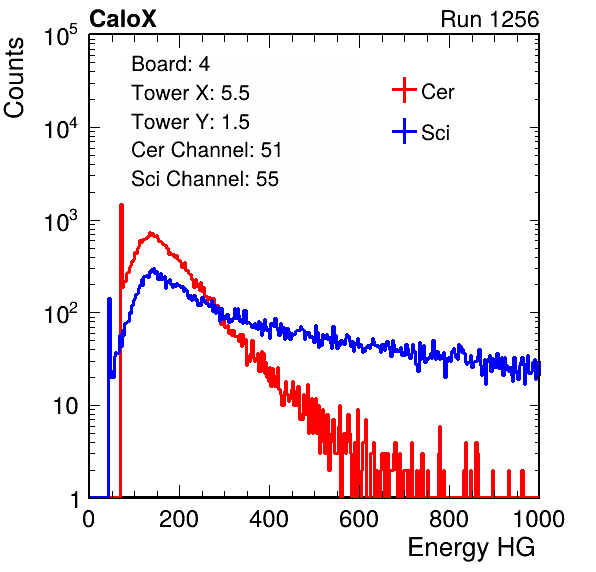 CaloX Run 1256
Counts
Board: 4
Tower X: 5.5
Tower Y: 1.5
Cer Channel: 51
Sci Channel: 55
Cer
Sci
10^5
10^4
10^3
10^2
10
1
0 200 400 600 800 1000
Energy HG